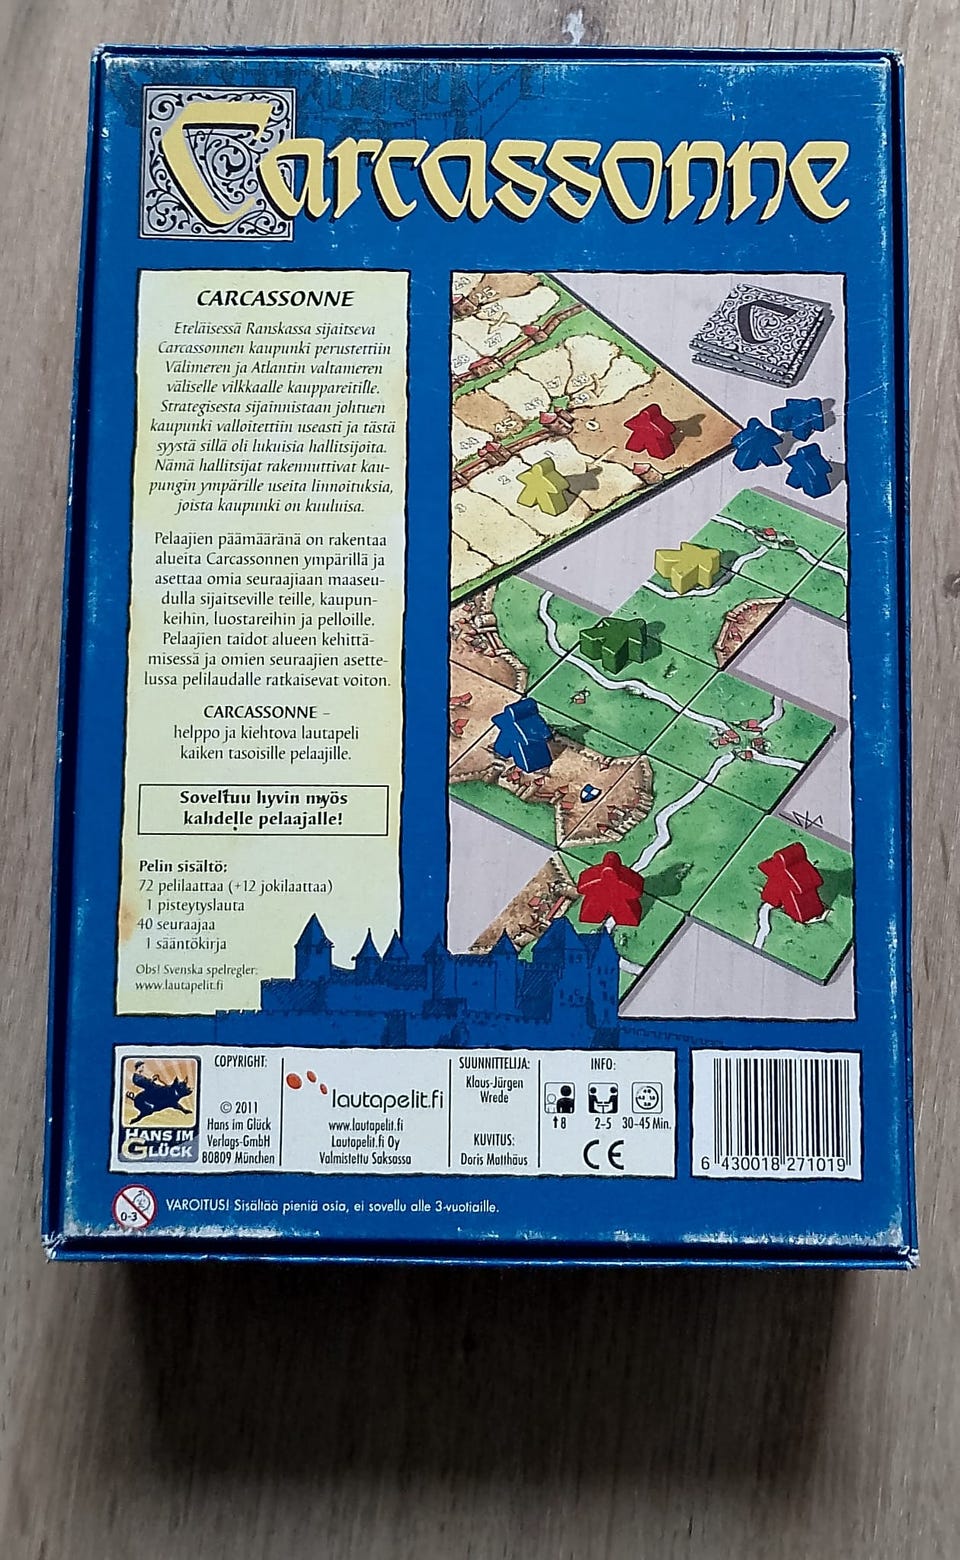 Carcassonne
CARCASSONNE
Eteläisessä Ranskassa sijaitseva
Carcassonnen kaupunki perustettiin
Välimeren ja Atlantin valtameren
väliselle vilkkaalle kauppareitille.
Strategisesta sijainnistaan johtuen
kaupunki valloitettiin useasti ja tästä
syystä sillä oli lukuisia hallitsijoita.
Nämä hallitsijat rakennuttivat kau-
pungin ympärille useita linnoituksia,
joista kaupunki on kuuluisa.
Pelaajien päämääränä on rakentaa
alueita Carcassonnen ympärillä ja
asettaa omia seuraajiaan maaseu-
dulla sijaitseville teille, kaupun-
keihin, luostareihin ja pelloille.
Pelaajien taidot alueen kehittä-
misessä ja omien seuraajien asette-
lussa pelilaudalle ratkaisevat voiton.
CARCASSONNE –
helppo ja kiehtova lautapeli
kaiken tasoisille pelaajille.
Soveltuu hyvin myös
kahdelle pelaajalle!
Pelin sisältö:
72 pelilaattaa (+12 jokilaattaa)
1 pisteytyslauta
40 seuraajaa
1 sääntökirja
Obs! Svenska spelregler:
www.lautapelit.fi
C
HANS IM
GLÜCK
COPYRIGHT:
© 2011
Hans im Glück
Verlags-GmbH
80809 München
lautapelit.fi
www.lautapelit.fi
Lautapelit.fi Oy
Valmistettu Saksassa
SUUNNITTELIJA:
Klaus-Jürgen
Wrede
KUVITUS:
Doris Matthäus
INFO:
†8 2-5 30-45 Min.
CE
6 430018 271019
0-3
VAROITUS! Sisältää pieniä osia, ei sovellu alle 3-vuotiaille.